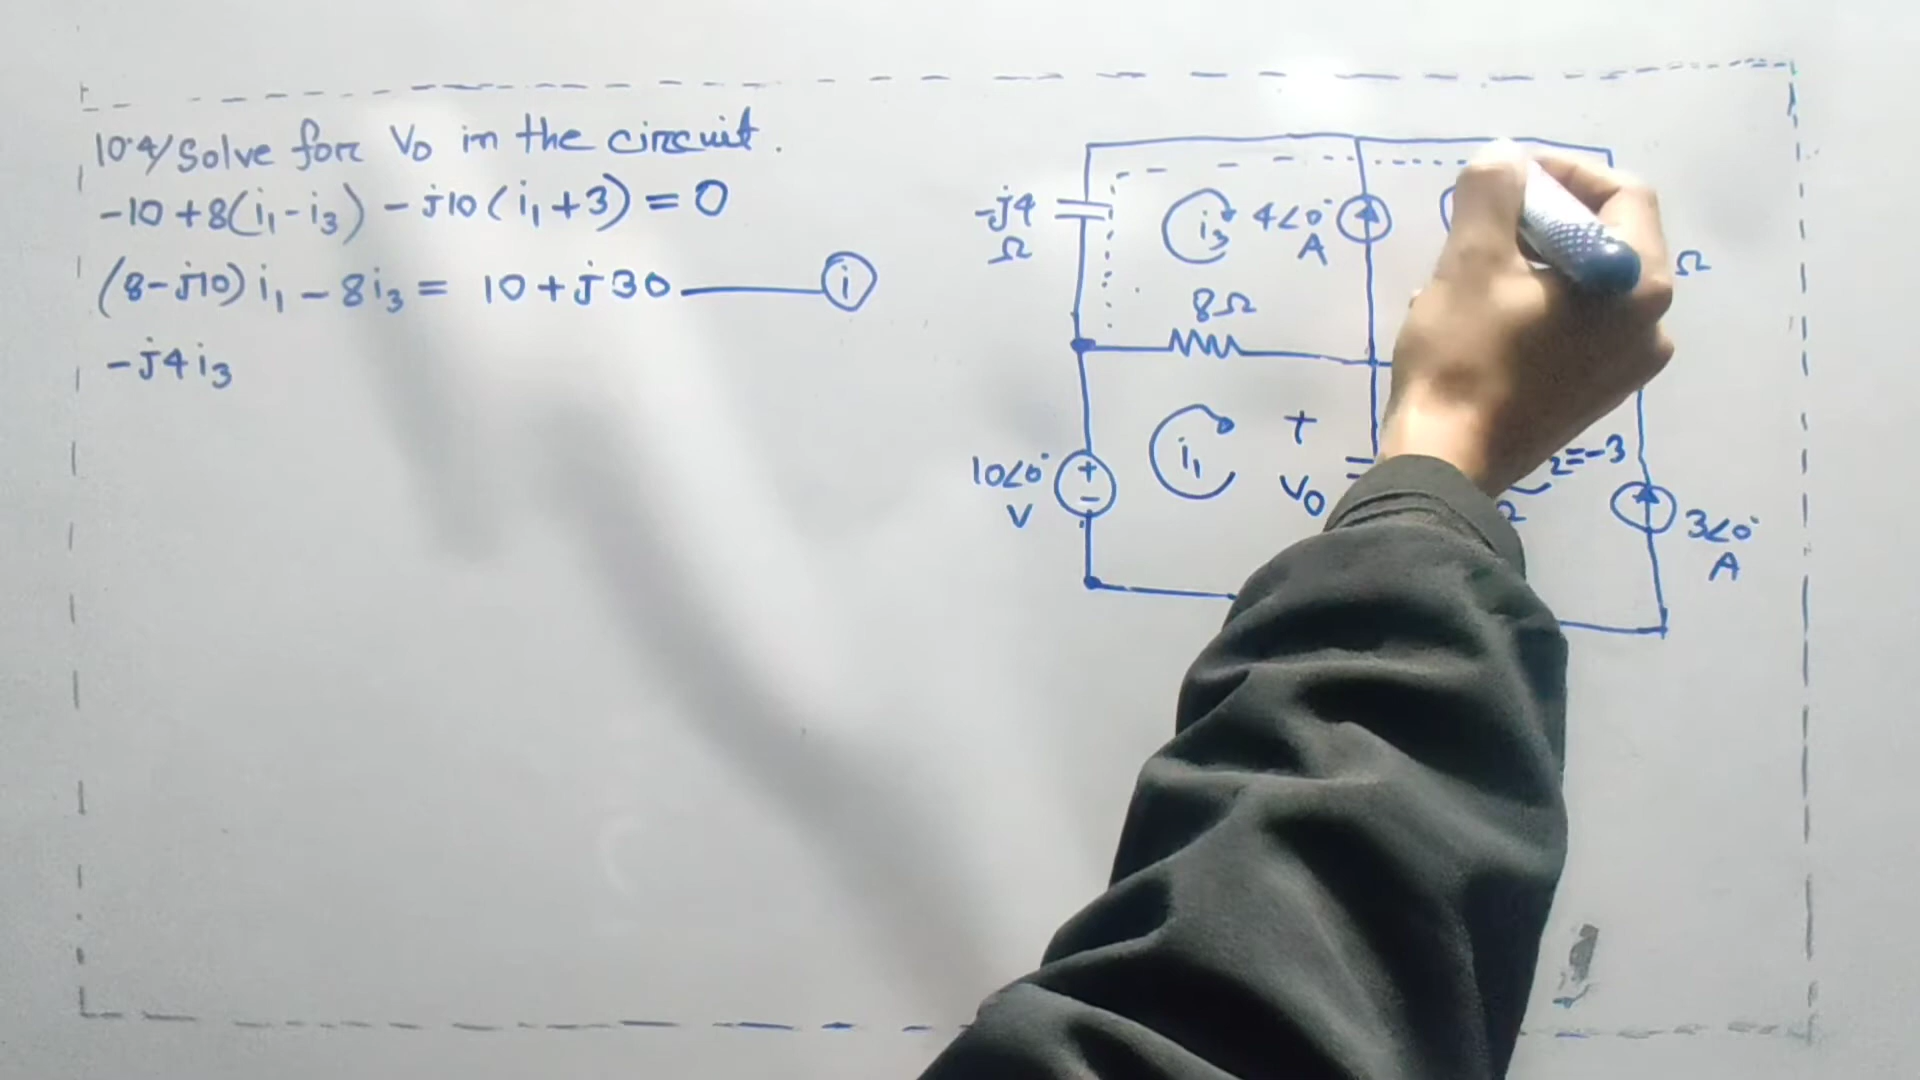 10.4/ Solve for V0 in the circuit.
-10+8(i1-i3) -j10(i1+3) = 0
(8-j10)i1 - 8i3 = 10+j30 ——— (i)
-j4i3
-j4
Ω
i3
4∠0°
A
Ω
8Ω
10∠0°
V
i1
+
V0
2=-3
Ω
3∠0°
A